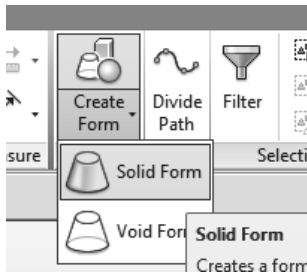 Create Form
Divide Path
Filter
sure
Selecti
Solid Form
Void For
Solid Form
Creates a form